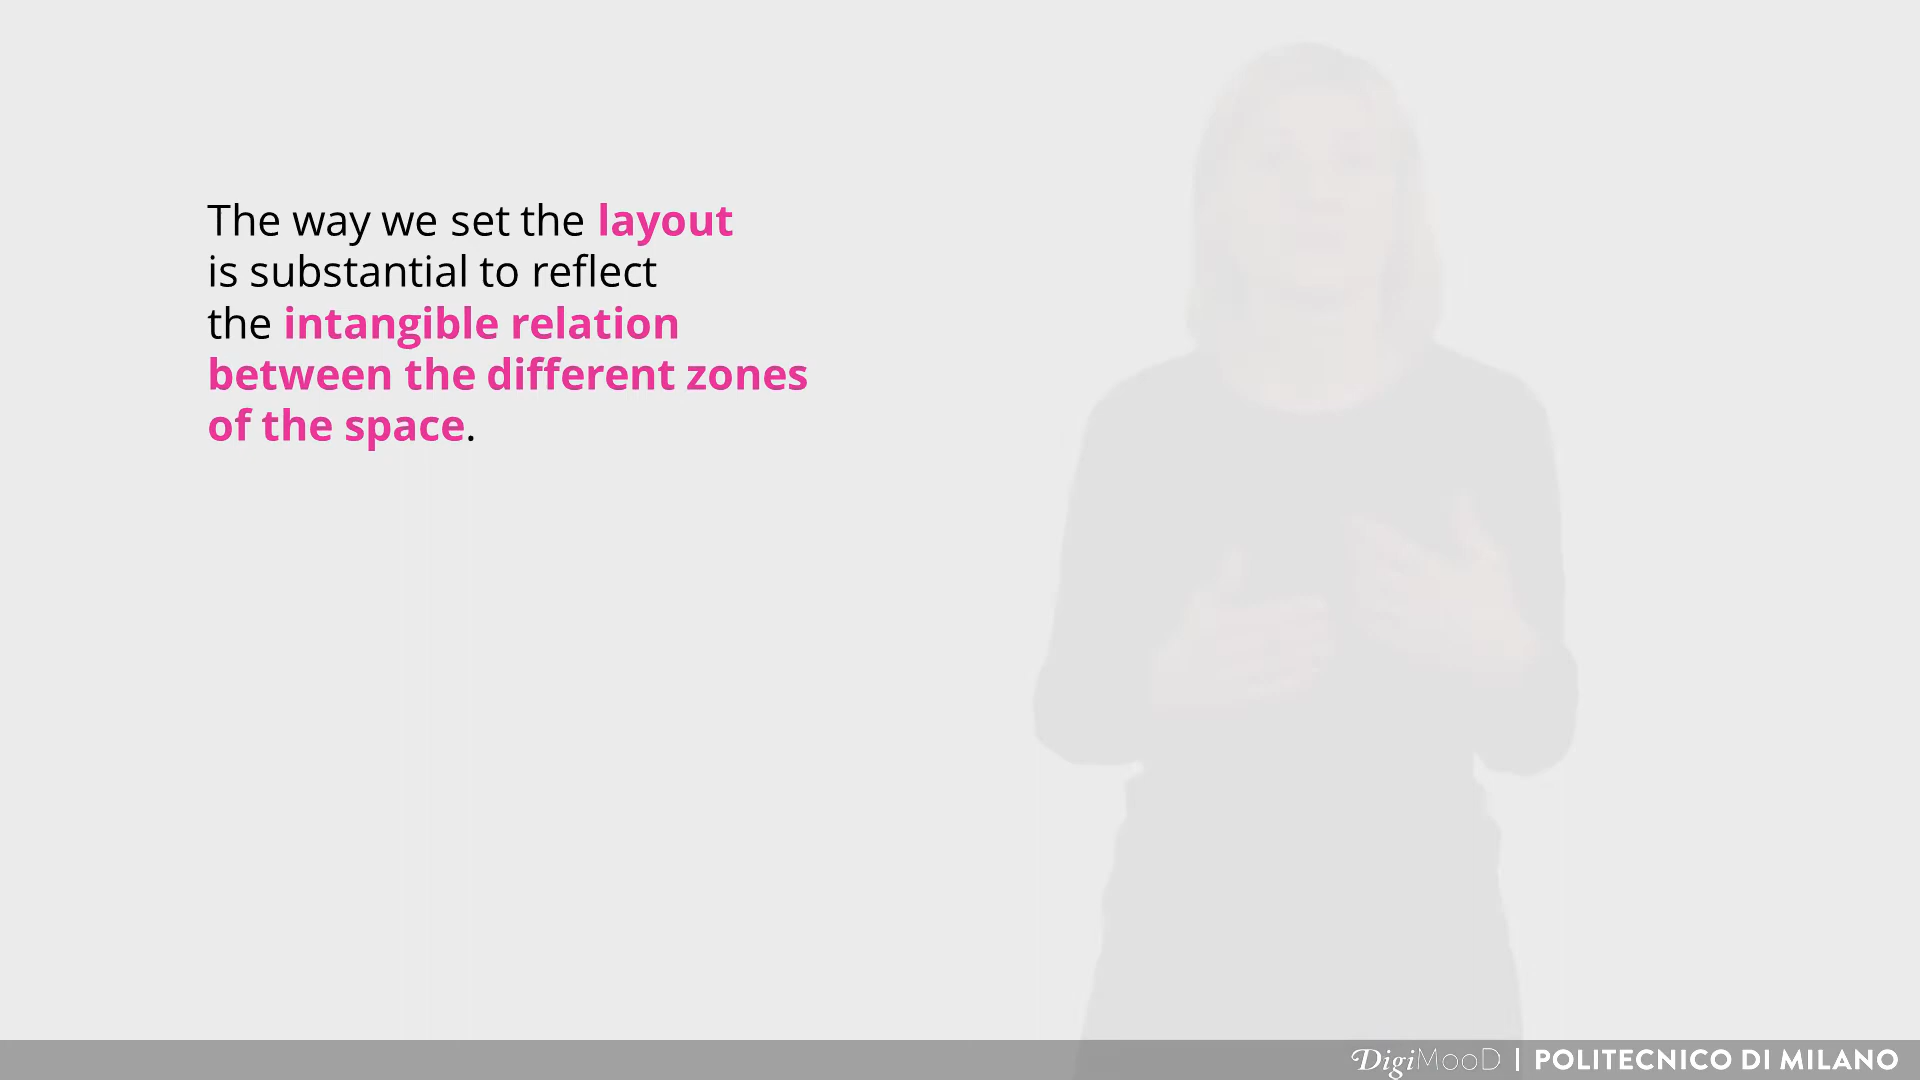 The way we set the layout
is substantial to reflect
the intangible relation
between the different zones
of the space.
DigiMooD | POLITECNICO DI MILANO